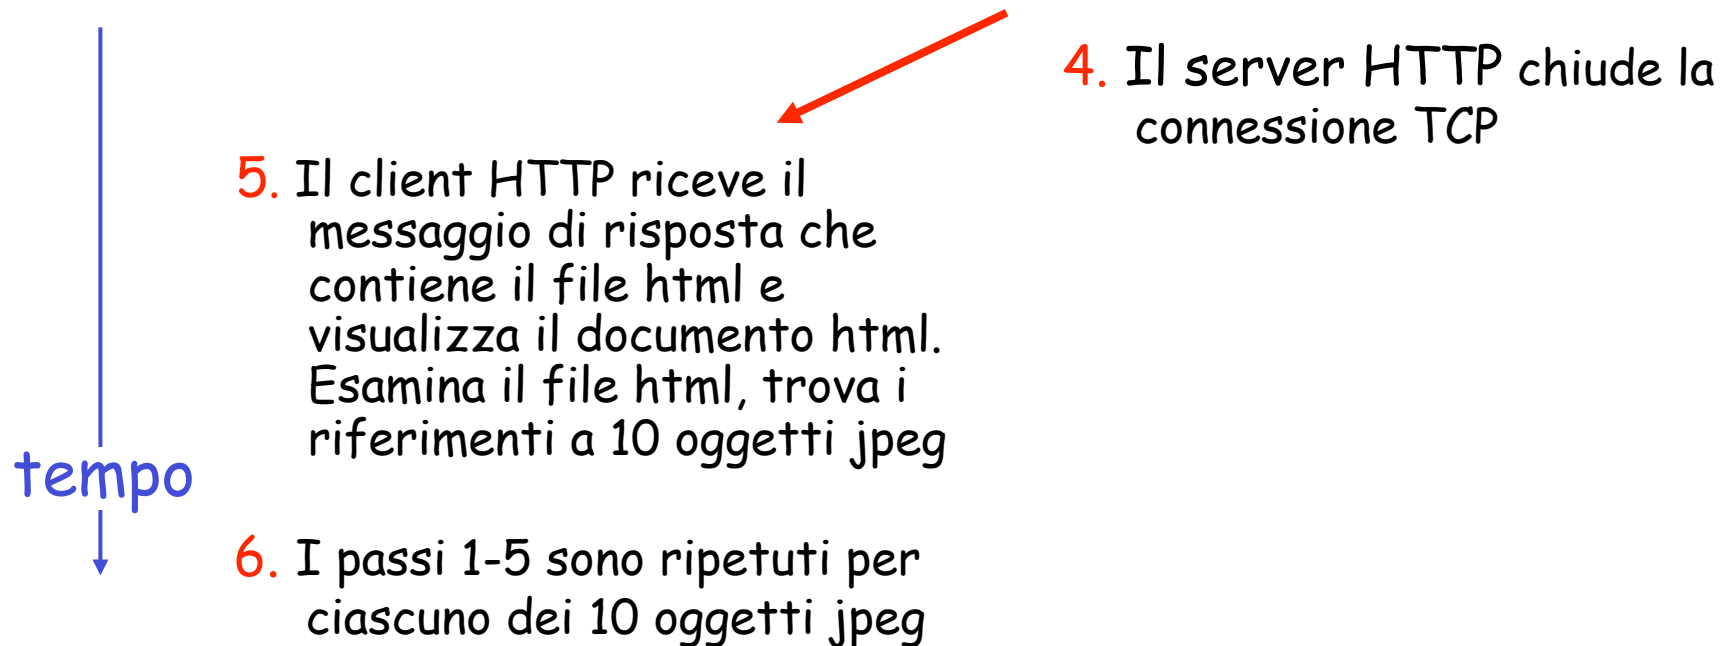 4. Il server HTTP chiude la
connessione TCP
5. Il client HTTP riceve il
messaggio di risposta che
contiene il file html e
visualizza il documento html.
Esamina il file html, trova i
riferimenti a 10 oggetti jpeg
tempo
6. I passi 1-5 sono ripetuti per
ciascuno dei 10 oggetti jpeg